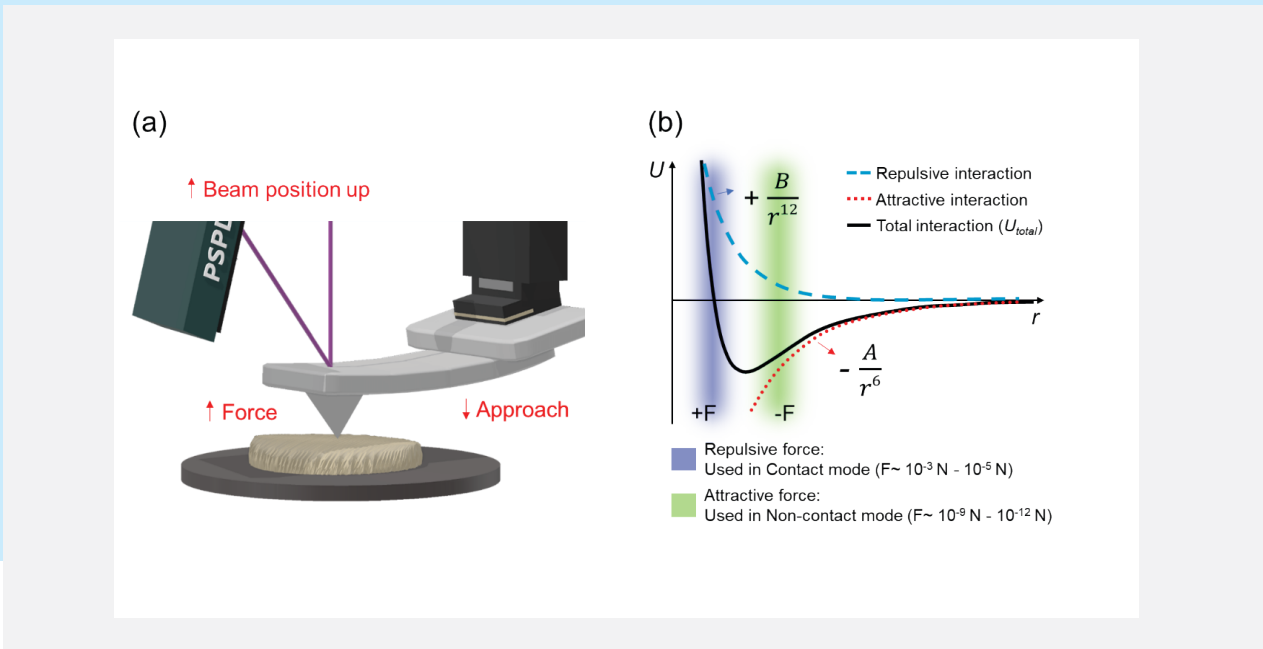 (a)
↑ Beam position up
PSPD
↑ Force
↓ Approach
(b)
U
+ B/r¹²
Repulsive interaction
Attractive interaction
Total interaction (U_total)
r
- A/r⁶
+F
-F
Repulsive force:
Used in Contact mode (F~ 10⁻³ N - 10⁻⁵ N)
Attractive force:
Used in Non-contact mode (F~ 10⁻⁹ N - 10⁻¹² N)